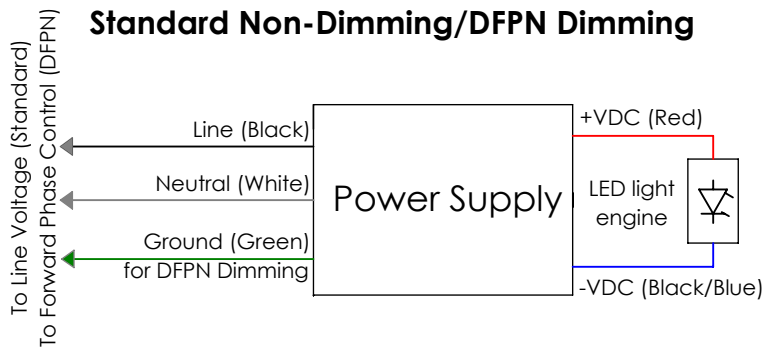 Standard Non-Dimming/DFPN Dimming
To Line Voltage (Standard)
To Forward Phase Control (DFPN)
Line (Black)
Neutral (White)
Ground (Green)
for DFPN Dimming
Power Supply
+VDC (Red)
LED light
engine
-VDC (Black/Blue)